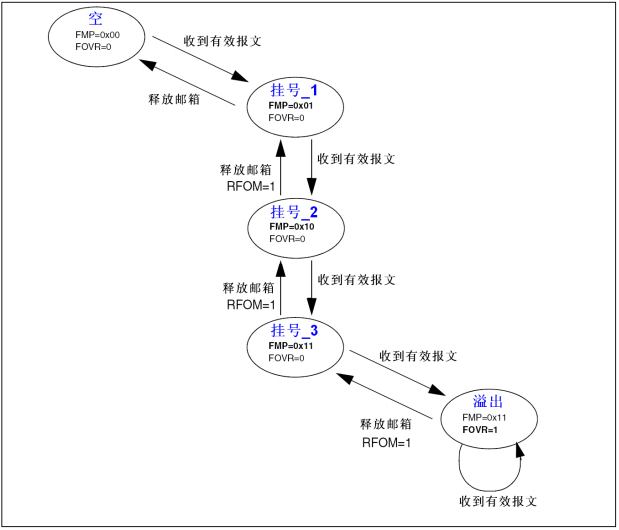 空
FMP=0x00
FOVR=0
收到有效报文
释放邮箱
挂号_1
FMP=0x01
FOVR=0
收到有效报文
释放邮箱
RFOM=1
挂号_2
FMP=0x10
FOVR=0
收到有效报文
释放邮箱
RFOM=1
挂号_3
FMP=0x11
FOVR=0
收到有效报文
释放邮箱
RFOM=1
溢出
FMP=0x11
FOVR=1
收到有效报文